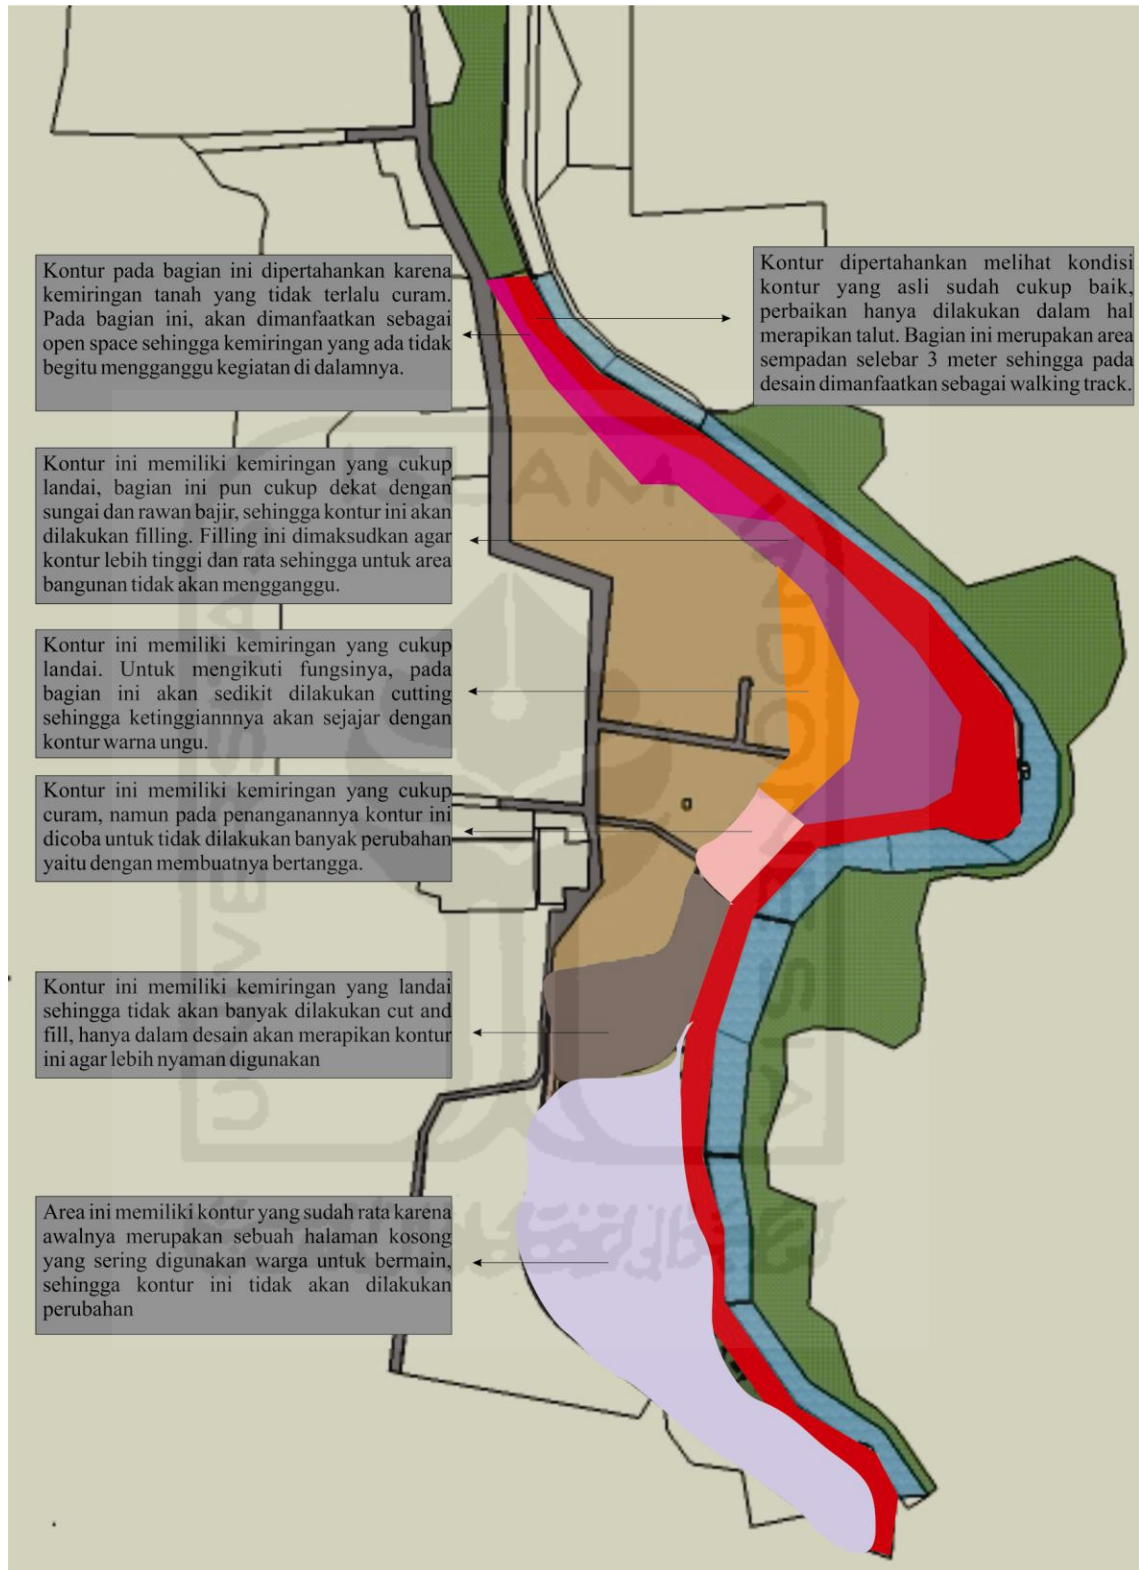 Kontur pada bagian ini dipertahankan karena
kemiringan tanah yang tidak terlalu curam.
Pada bagian ini, akan dimanfaatkan sebagai
open space sehingga kemiringan yang ada tidak
begitu mengganggu kegiatan di dalamnya.
Kontur dipertahankan melihat kondisi
kontur yang asli sudah cukup baik,
perbaikan hanya dilakukan dalam hal
merapikan talut. Bagian ini merupakan area
sempadan selebar 3 meter sehingga pada
desain dimanfaatkan sebagai walking track.
Kontur ini memiliki kemiringan yang cukup
landai, bagian ini pun cukup dekat dengan
sungai dan rawan bajir, sehingga kontur ini akan
dilakukan filling. Filling ini dimaksudkan agar
kontur lebih tinggi dan rata sehingga untuk area
bangunan tidak akan mengganggu.
Kontur ini memiliki kemiringan yang cukup
landai. Untuk mengikuti fungsinya, pada
bagian ini akan sedikit dilakukan cutting
sehingga ketinggiannnya akan sejajar dengan
kontur warna ungu.
Kontur ini memiliki kemiringan yang cukup
curam, namun pada penanganannya kontur ini
dicoba untuk tidak dilakukan banyak perubahan
yaitu dengan membuatnya bertangga.
Kontur ini memiliki kemiringan yang landai
sehingga tidak akan banyak dilakukan cut and
fill, hanya dalam desain akan merapikan kontur
ini agar lebih nyaman digunakan
Area ini memiliki kontur yang sudah rata karena
awalnya merupakan sebuah halaman kosong
yang sering digunakan warga untuk bermain,
sehingga kontur ini tidak akan dilakukan
perubahan
ISLAM
UNIVERSITAS
INDONESIA